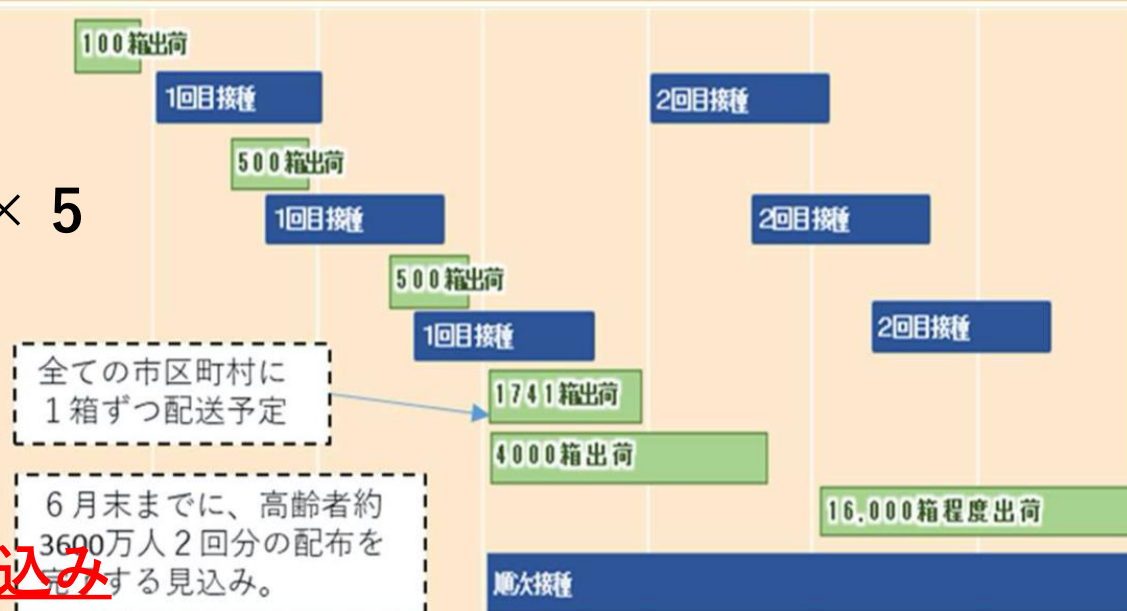 100箱出荷
1回目接種
2回目接種
500箱出荷
× 5
1回目接種
2回目接種
500箱出荷
1回目接種
2回目接種
全ての市区町村に
１箱ずつ配送予定
1741箱出荷
4000箱出荷
６月末までに、高齢者約
3600万人２回分の配布を
完了する見込み。
込み
16,000箱程度出荷
順次接種